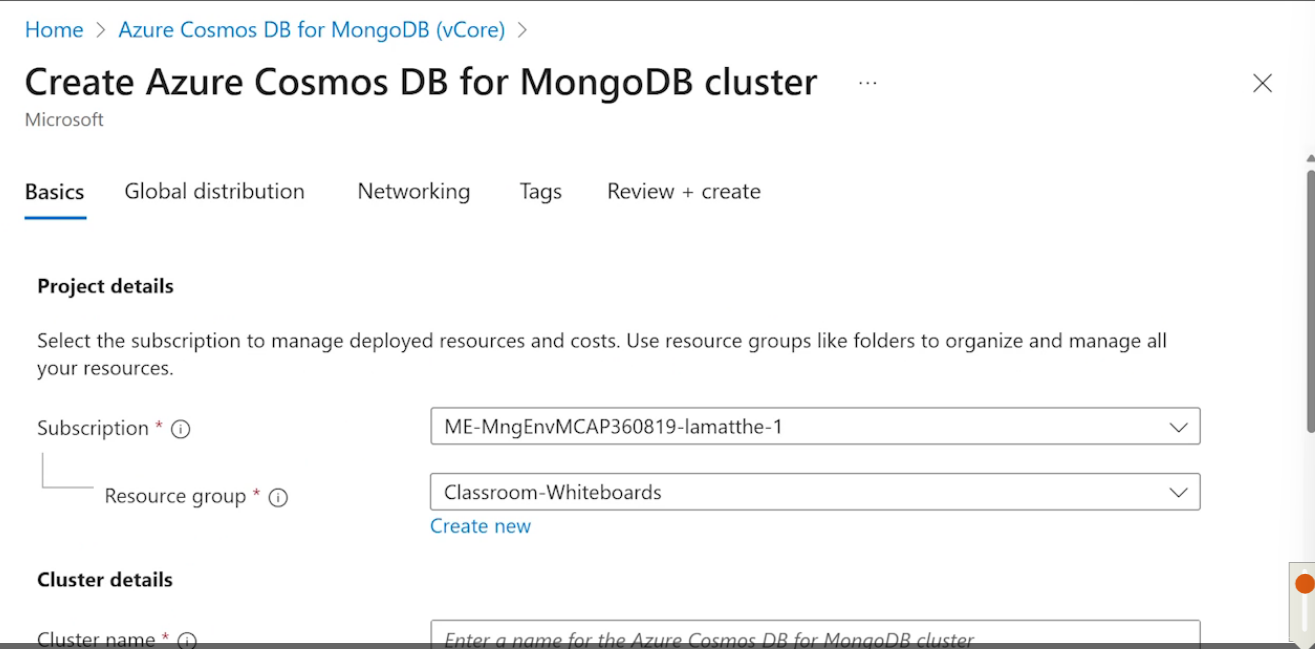 Home > Azure Cosmos DB for MongoDB (vCore) >
Create Azure Cosmos DB for MongoDB cluster ...
Microsoft
Basics Global distribution Networking Tags Review + create
Project details
Select the subscription to manage deployed resources and costs. Use resource groups like folders to organize and manage all
your resources.
Subscription * ME-MngEnvMCAP360819-lamatthe-1
Resource group * Classroom-Whiteboards
Create new
Cluster details
Cluster name * Enter a name for the Azure Cosmos DB for MongoDB cluster